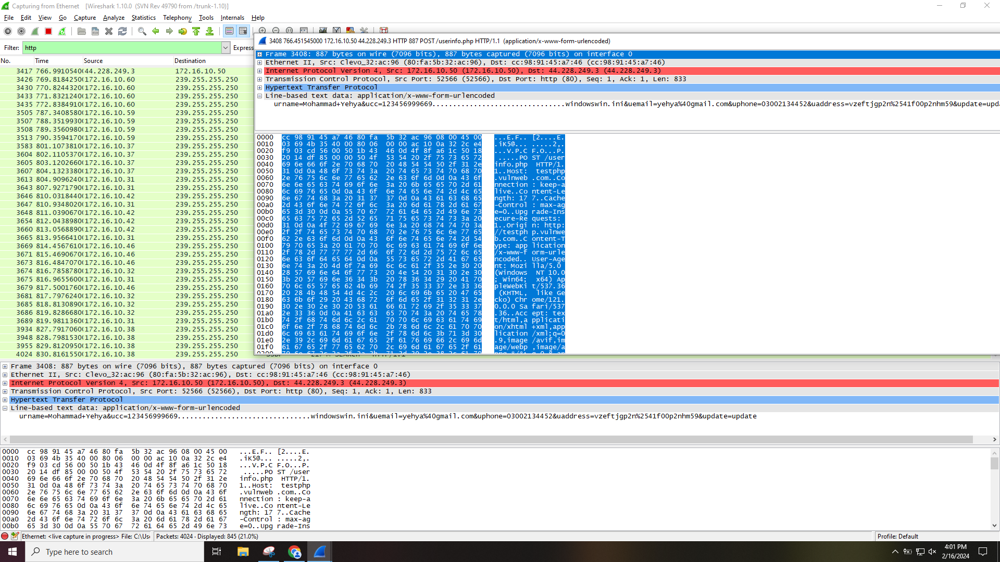 Capturing from Ethernet   [Wireshark 1.10.0  (SVN Rev 49790 from /trunk-1.10)]
File Edit View Go Capture Analyze Statistics Telephony Tools Internals Help
Filter: http Express
No. Time Source Destination
3417 766.9910540(44.228.249.3 172.16.10.50
3426 769.8184250(172.16.10.60 239.255.255.250
3430 770.8244320(172.16.10.60 239.255.255.250
3433 771.8321240(172.16.10.60 239.255.255.250
3435 772.8384910(172.16.10.60 239.255.255.250
3505 787.3408580(172.16.10.59 239.255.255.250
3507 788.3519930(172.16.10.59 239.255.255.250
3508 789.3560980(172.16.10.59 239.255.255.250
3513 790.3594170(172.16.10.59 239.255.255.250
3583 801.1073810(172.16.10.37 239.255.255.250
3604 802.1105370(172.16.10.37 239.255.255.250
3605 803.1202660(172.16.10.37 239.255.255.250
3607 804.1323380(172.16.10.37 239.255.255.250
3613 804.9096240(172.16.10.31 239.255.255.250
3643 807.9271790(172.16.10.31 239.255.255.250
3646 810.0318440(172.16.10.42 239.255.255.250
3647 810.9348020(172.16.10.31 239.255.255.250
3648 811.0390670(172.16.10.42 239.255.255.250
3654 812.0438980(172.16.10.42 239.255.255.250
3660 813.0568890(172.16.10.42 239.255.255.250
3665 813.9566410(172.16.10.31 239.255.255.250
3669 814.4567610(172.16.10.46 239.255.255.250
3671 815.4690670(172.16.10.46 239.255.255.250
3673 816.4847070(172.16.10.46 239.255.255.250
3674 816.7858780(172.16.10.32 239.255.255.250
3675 816.9655600(172.16.10.31 239.255.255.250
3679 817.5001760(172.16.10.46 239.255.255.250
3681 817.7976240(172.16.10.32 239.255.255.250
3685 818.8130890(172.16.10.32 239.255.255.250
3686 819.8286680(172.16.10.32 239.255.255.250
3689 819.9811360(172.16.10.31 239.255.255.250
3934 827.7917060(172.16.10.38 239.255.255.250
3948 828.7981530(172.16.10.38 239.255.255.250
3955 829.8120950(172.16.10.38 239.255.255.250
4024 830.8161550(172.16.10.38 239.255.255.250
3408 766.451545000 172.16.10.50 44.228.249.3 HTTP 887 POST /userinfo.php HTTP/1.1  (application/x-www-form-urlencoded)
Frame 3408: 887 bytes on wire (7096 bits), 887 bytes captured (7096 bits) on interface 0
Ethernet II, Src: Clevo_32:ac:96 (80:fa:5b:32:ac:96), Dst: cc:98:91:45:a7:46 (cc:98:91:45:a7:46)
Internet Protocol Version 4, Src: 172.16.10.50 (172.16.10.50), Dst: 44.228.249.3 (44.228.249.3)
Transmission Control Protocol, Src Port: 52566 (52566), Dst Port: http (80), Seq: 1, Ack: 1, Len: 833
Hypertext Transfer Protocol
Line-based text data: application/x-www-form-urlencoded
urname=Mohammad+Yehya&ucc=123456999669................................windowswin.ini&uemail=yehya%40gmail.com&uphone=03002134452&uaddress=vzeftjgp2n%2541f00p2nhm59&update=upda
0000 cc 98 91 45 a7 46 80 fa 5b 32 ac 96 08 00 45 00 ...E.F.. [2....E.
0010 03 69 4b 35 40 00 80 06 00 00 ac 10 0a 32 2c e4 .iK5@... .....2,.
0020 f9 03 cd 56 00 50 1b 43 46 0d 4f 8f a6 1c 50 18 ...V.P.C F.O...P.
0030 20 14 df 85 00 00 50 4f 53 54 20 2f 75 73 65 72 .....PO ST /user
0040 69 6e 66 6f 2e 70 68 70 20 48 54 54 50 2f 31 2e info.php HTTP/1.
0050 31 0d 0a 48 6f 73 74 3a 20 74 65 73 74 70 68 70 1..Host: testphp
0060 2e 76 75 6c 6e 77 65 62 2e 63 6f 6d 0d 0a 43 6f .vulnweb .com..Co
0070 6e 6e 65 63 74 69 6f 6e 3a 20 6b 65 65 70 2d 61 nnection : keep-a
0080 6c 69 76 65 0d 0a 43 6f 6e 74 65 6e 74 2d 4c 65 live..Co ntent-Le
0090 6e 67 74 68 3a 20 31 37 37 0d 0a 43 61 63 68 65 ngth: 17 7..Cache
00a0 2d 43 6f 6e 74 72 6f 6c 3a 20 6d 61 78 2d 61 67 -Control : max-ag
00b0 65 3d 30 0d 0a 55 70 67 72 61 64 65 2d 49 6e 73 e=0..Upg rade-Ins
00c0 65 63 75 72 65 2d 52 65 71 75 65 73 74 73 3a 20 ecure-Re quests:
00d0 31 0d 0a 4f 72 69 67 69 6e 3a 20 68 74 74 70 3a 1..Origi n: http:
00e0 2f 2f 74 65 73 74 70 68 70 2e 76 75 6c 6e 77 65 //testph p.vulnwe
00f0 62 2e 63 6f 6d 0d 0a 43 6f 6e 74 65 6e 74 2d 54 b.com..C ontent-T
0100 79 70 65 3a 20 61 70 70 6c 69 63 61 74 69 6f 6e ype: app lication
0110 2f 78 2d 77 77 77 2d 66 6f 72 6d 2d 75 72 6c 65 /x-www-f orm-urle
0120 6e 63 6f 64 65 64 0d 0a 55 73 65 72 2d 41 67 65 ncoded.. User-Age
0130 6e 74 3a 20 4d 6f 7a 69 6c 6c 61 2f 35 2e 30 20 nt: Mozi lla/5.0
0140 28 57 69 6e 64 6f 77 73 20 4e 54 20 31 30 2e 30 (Windows NT 10.0
0150 3b 20 57 69 6e 36 34 3b 20 78 36 34 29 20 41 70 ; Win64; x64) Ap
0160 70 6c 65 57 65 62 4b 69 74 2f 35 33 37 2e 33 36 pleWebKi t/537.36
0170 20 28 4b 48 54 4d 4c 2c 20 6c 69 6b 65 20 47 65 (KHTML, like Ge
0180 63 6b 6f 29 20 43 68 72 6f 6d 65 2f 31 32 31 2e cko) Chr ome/121.
0190 30 2e 30 2e 30 20 53 61 66 61 72 69 2f 35 33 37 0.0.0 Sa fari/537
01a0 2e 33 36 0d 0a 41 63 63 65 70 74 3a 20 74 65 78 .36..Acc ept: tex
01b0 74 2f 68 74 6d 6c 2c 61 70 70 6c 69 63 61 74 69 t/html,a pplicati
01c0 6f 6e 2f 78 68 74 6d 6c 2b 78 6d 6c 2c 61 70 70 on/xhtml +xml,app
01d0 6c 69 63 61 74 69 6f 6e 2f 78 6d 6c 3b 71 3d 30 lication /xml;q=0
01e0 2e 39 2c 69 6d 61 67 65 2f 61 76 69 66 2c 69 6d .9,image /avif,im
01f0 61 67 65 2f 77 65 62 70 2c 69 6d 61 67 65 2f 61 age/webp ,image/a
Frame 3408: 887 bytes on wire (7096 bits), 887 bytes captured (7096 bits) on interface 0
Ethernet II, Src: Clevo_32:ac:96 (80:fa:5b:32:ac:96), Dst: cc:98:91:45:a7:46 (cc:98:91:45:a7:46)
Internet Protocol Version 4, Src: 172.16.10.50 (172.16.10.50), Dst: 44.228.249.3 (44.228.249.3)
Transmission Control Protocol, Src Port: 52566 (52566), Dst Port: http (80), Seq: 1, Ack: 1, Len: 833
Hypertext Transfer Protocol
Line-based text data: application/x-www-form-urlencoded
urname=Mohammad+Yehya&ucc=123456999669................................windowswin.ini&uemail=yehya%40gmail.com&uphone=03002134452&uaddress=vzeftjgp2n%2541f00p2nhm59&update=update
0000 cc 98 91 45 a7 46 80 fa 5b 32 ac 96 08 00 45 00 ...E.F.. [2....E.
0010 03 69 4b 35 40 00 80 06 00 00 ac 10 0a 32 2c e4 .iK5@... .....2,.
0020 f9 03 cd 56 00 50 1b 43 46 0d 4f 8f a6 1c 50 18 ...V.P.C F.O...P.
0030 20 14 df 85 00 00 50 4f 53 54 20 2f 75 73 65 72 .....PO ST /user
0040 69 6e 66 6f 2e 70 68 70 20 48 54 54 50 2f 31 2e info.php HTTP/1.
0050 31 0d 0a 48 6f 73 74 3a 20 74 65 73 74 70 68 70 1..Host: testphp
0060 2e 76 75 6c 6e 77 65 62 2e 63 6f 6d 0d 0a 43 6f .vulnweb .com..Co
0070 6e 6e 65 63 74 69 6f 6e 3a 20 6b 65 65 70 2d 61 nnection : keep-a
0080 6c 69 76 65 0d 0a 43 6f 6e 74 65 6e 74 2d 4c 65 live..Co ntent-Le
0090 6e 67 74 68 3a 20 31 37 37 0d 0a 43 61 63 68 65 ngth: 17 7..Cache
00a0 2d 43 6f 6e 74 72 6f 6c 3a 20 6d 61 78 2d 61 67 -Control : max-ag
00b0 65 3d 30 0d 0a 55 70 67 72 61 64 65 2d 49 6e 73 e=0..Upg rade-Ins
Ethernet: <live capture in progress> File: C:\Use Packets: 4024 · Displayed: 845 (21.0%) Profile: Default
Type here to search
4:01 PM
2/16/2024